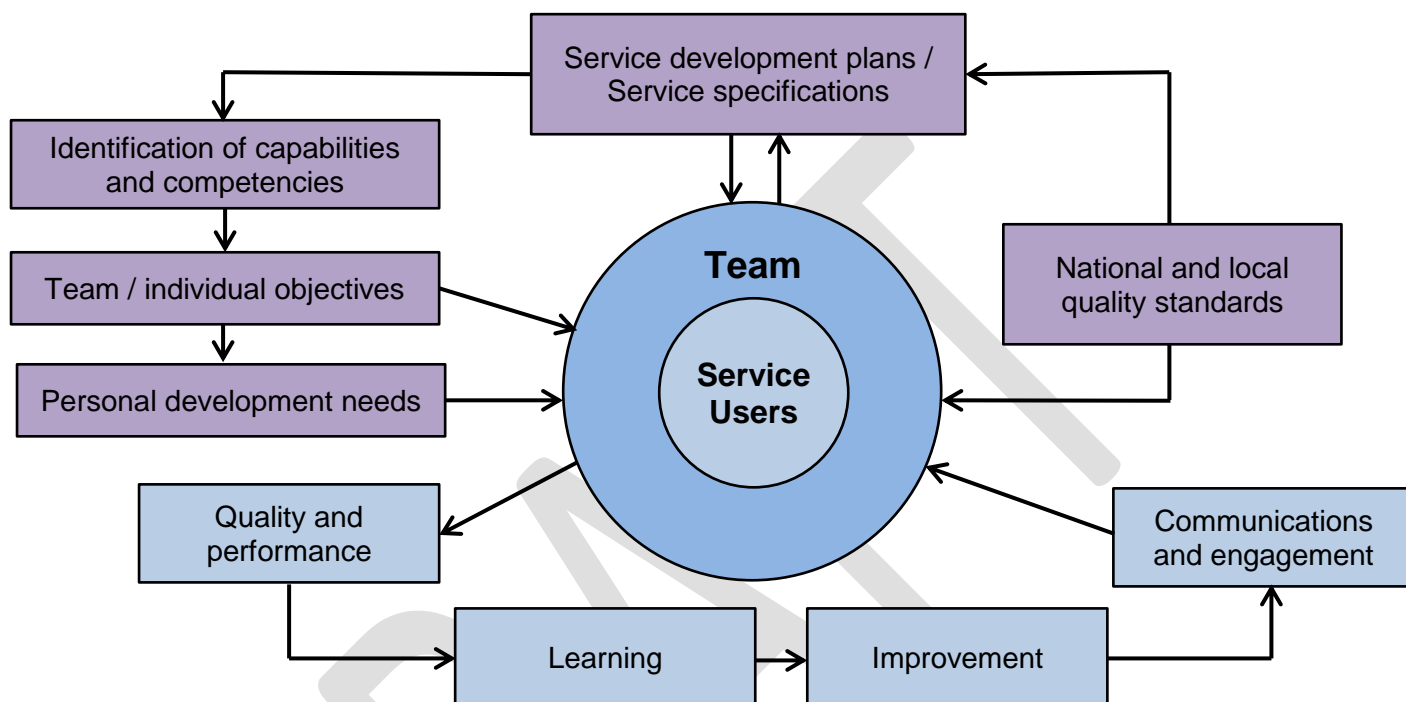 Service development plans /
Service specifications
Identification of capabilities
and competencies
Team / individual objectives
Personal development needs
Team
Service
Users
National and local
quality standards
Quality and
performance
Communications
and engagement
Learning
Improvement